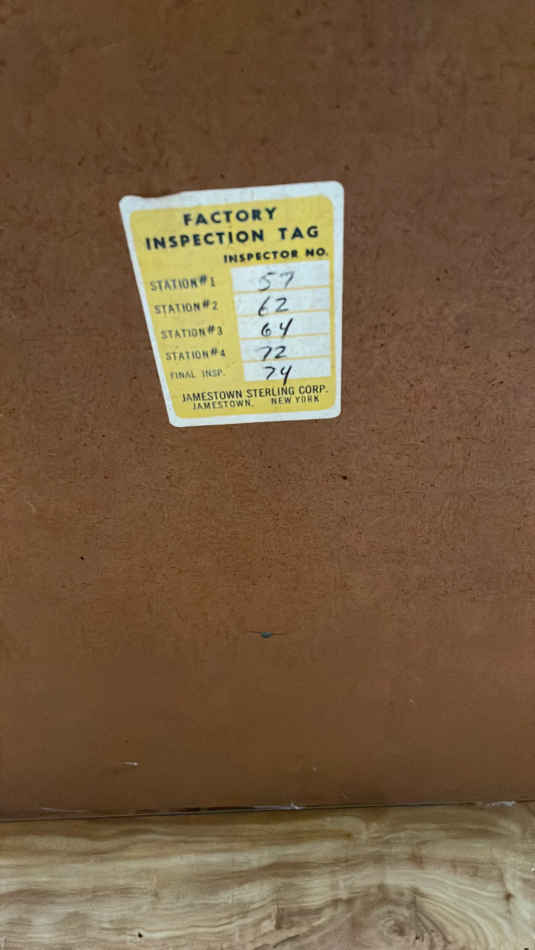 FACTORY
INSPECTION TAG
INSPECTOR NO.
STATION#1 57
STATION#2 62
STATION#3 64
STATION#4 72
FINAL INSP. 74
JAMESTOWN STERLING CORP.
JAMESTOWN, NEW YORK